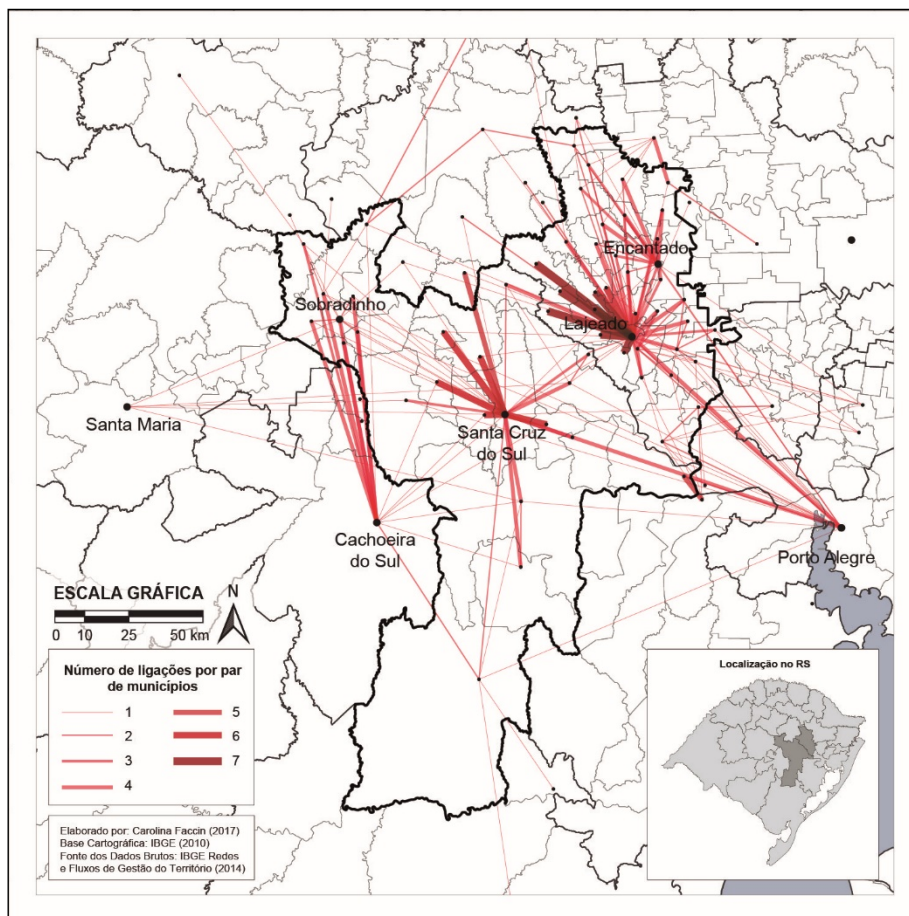 Encantado
Sobradinho
Lajeado
Santa Maria
Santa Cruz
do Sul
Cachoeira
do Sul
Porto Alegre
ESCALA GRÁFICA
N
0 10 25 50 km
Número de ligações por par
de municípios
1
2
3
4
5
6
7
Elaborado por: Carolina Faccin (2017)
Base Cartográfica: IBGE (2010)
Fonte dos Dados Brutos: IBGE Redes
e Fluxos de Gestão do Território (2014)
Localização no RS